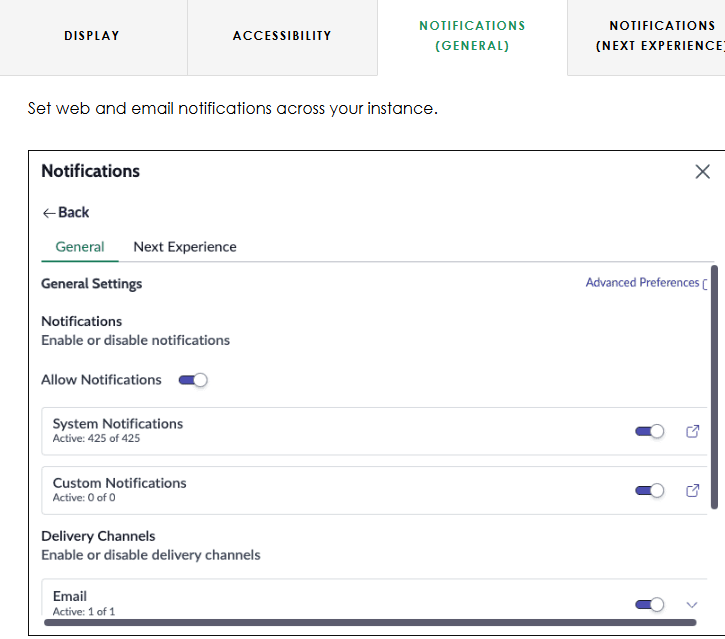 DISPLAY
ACCESSIBILITY
NOTIFICATIONS
(GENERAL)
NOTIFICATIONS
(NEXT EXPERIENCE)
Set web and email notifications across your instance.
Notifications
←Back
General
Next Experience
General Settings
Advanced Preferences
Notifications
Enable or disable notifications
Allow Notifications
System Notifications
Active: 425 of 425
Custom Notifications
Active: 0 of 0
Delivery Channels
Enable or disable delivery channels
Email
Active: 1 of 1